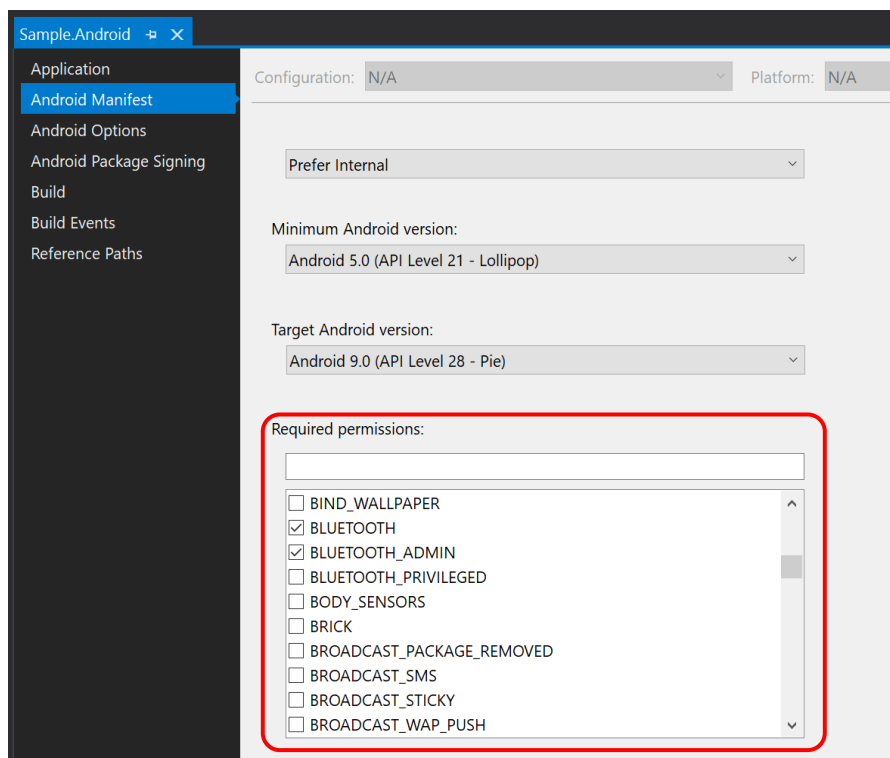 Sample.Android
Application
Android Manifest
Android Options
Android Package Signing
Build
Build Events
Reference Paths
Configuration: N/A Platform: N/A
Prefer Internal
Minimum Android version:
Android 5.0 (API Level 21 - Lollipop)
Target Android version:
Android 9.0 (API Level 28 - Pie)
Required permissions:
BIND_WALLPAPER
BLUETOOTH
BLUETOOTH_ADMIN
BLUETOOTH_PRIVILEGED
BODY_SENSORS
BRICK
BROADCAST_PACKAGE_REMOVED
BROADCAST_SMS
BROADCAST_STICKY
BROADCAST_WAP_PUSH